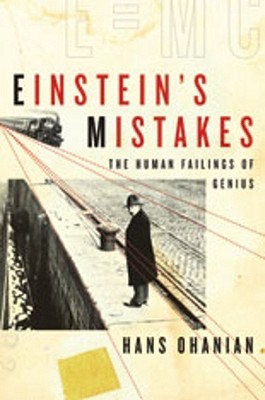 E=MC
EINSTEIN'S
MISTAKES
THE HUMAN FAILINGS OF
GENIUS
HANS OHANIAN